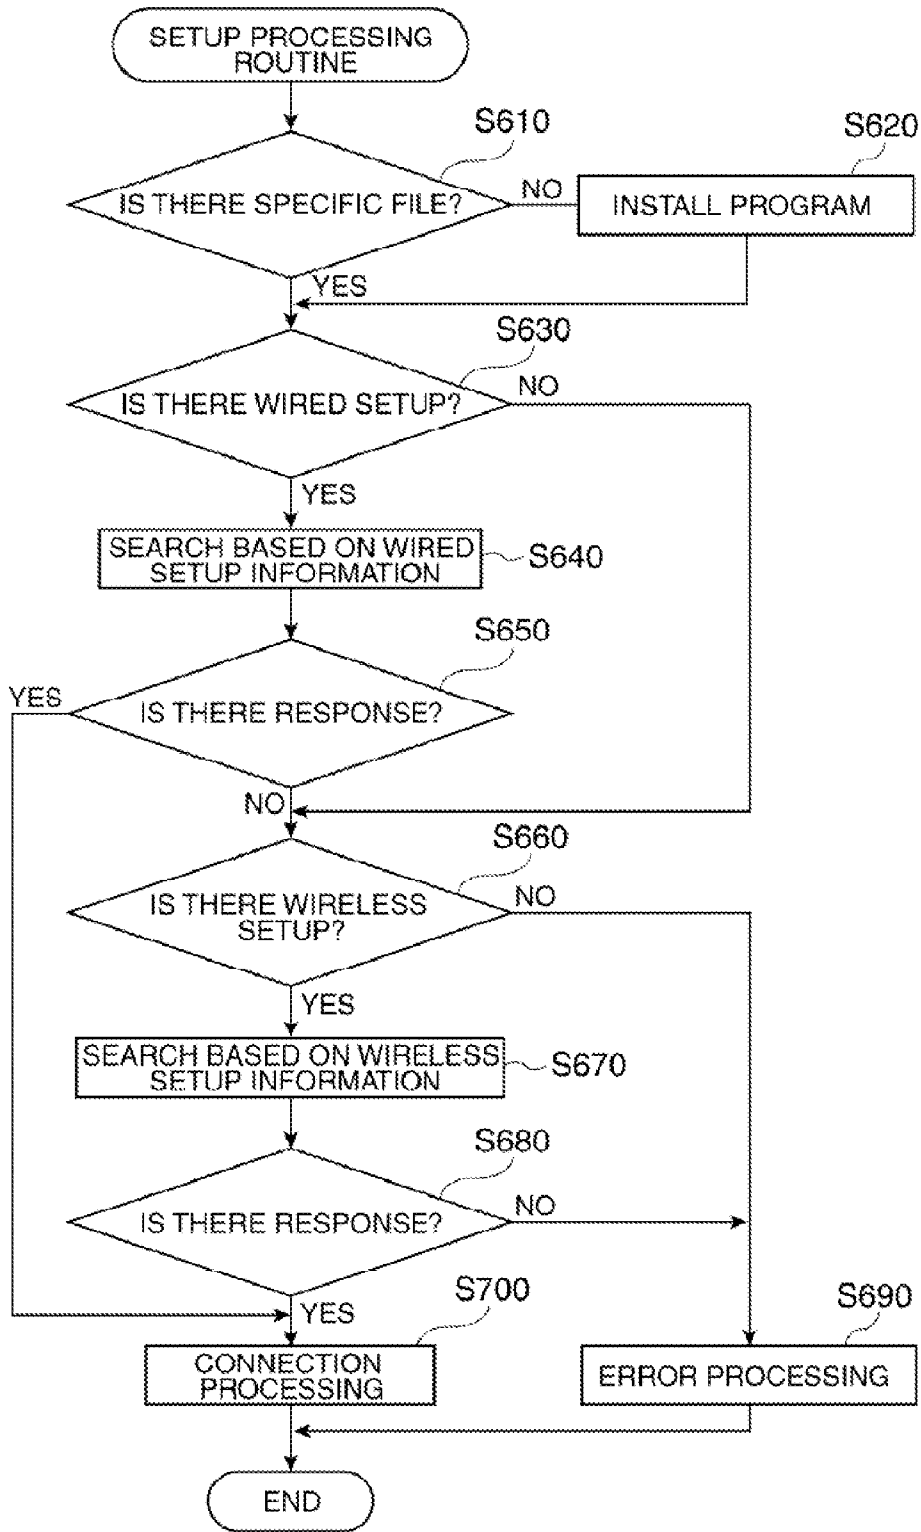 SETUP PROCESSING
ROUTINE
S610
IS THERE SPECIFIC FILE?
NO
S620
INSTALL PROGRAM
YES
S630
IS THERE WIRED SETUP?
NO
YES
SEARCH BASED ON WIRED
SETUP INFORMATION
S640
S650
YES
IS THERE RESPONSE?
NO
S660
IS THERE WIRELESS
SETUP?
NO
YES
SEARCH BASED ON WIRELESS
SETUP INFORMATION
S670
S680
IS THERE RESPONSE?
NO
YES
S700
CONNECTION
PROCESSING
S690
ERROR PROCESSING
END